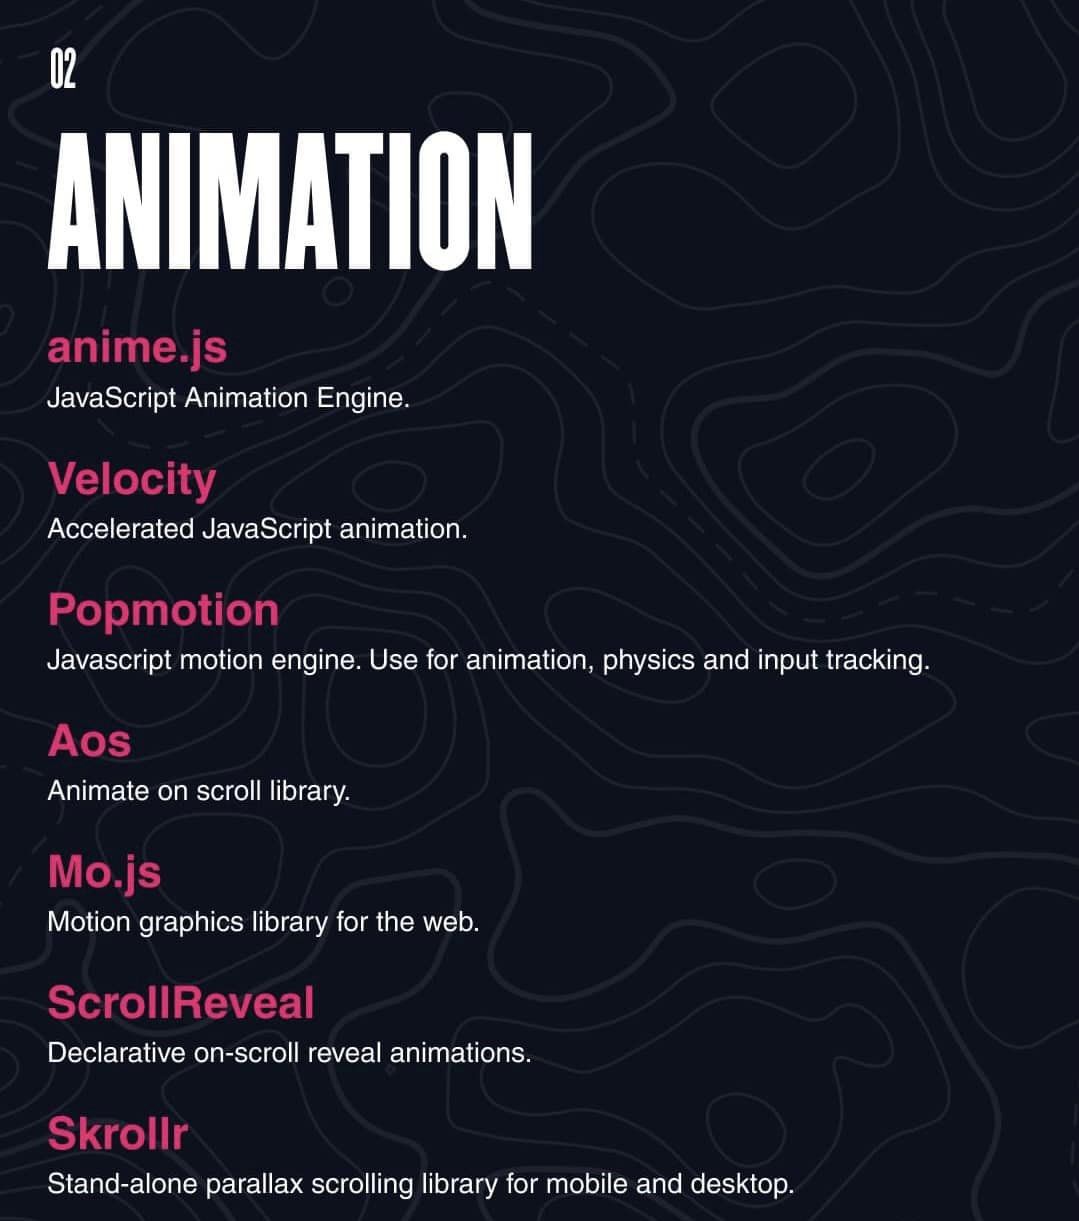 02
ANIMATION
anime.js
JavaScript Animation Engine.
Velocity
Accelerated JavaScript animation.
Popmotion
Javascript motion engine. Use for animation, physics and input tracking.
Aos
Animate on scroll library.
Mo.js
Motion graphics library for the web.
ScrollReveal
Declarative on-scroll reveal animations.
Skrollr
Stand-alone parallax scrolling library for mobile and desktop.